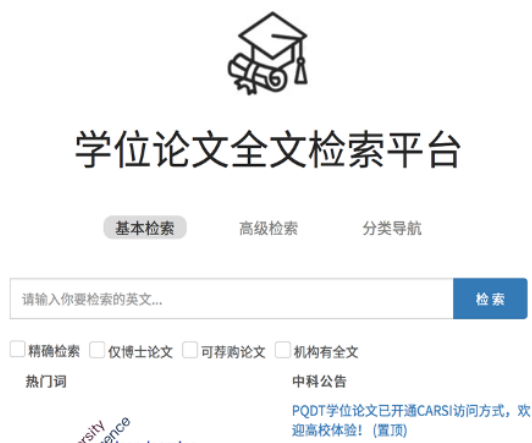 学位论文全文检索平台
基本检索 高级检索 分类导航
请输入你要检索的英文... 检 索
精确检索 仅博士论文 可荐购论文 机构有全文
热门词 中科公告
PQDT学位论文已开通CARSI访问方式，欢
迎高校体验！(置顶)